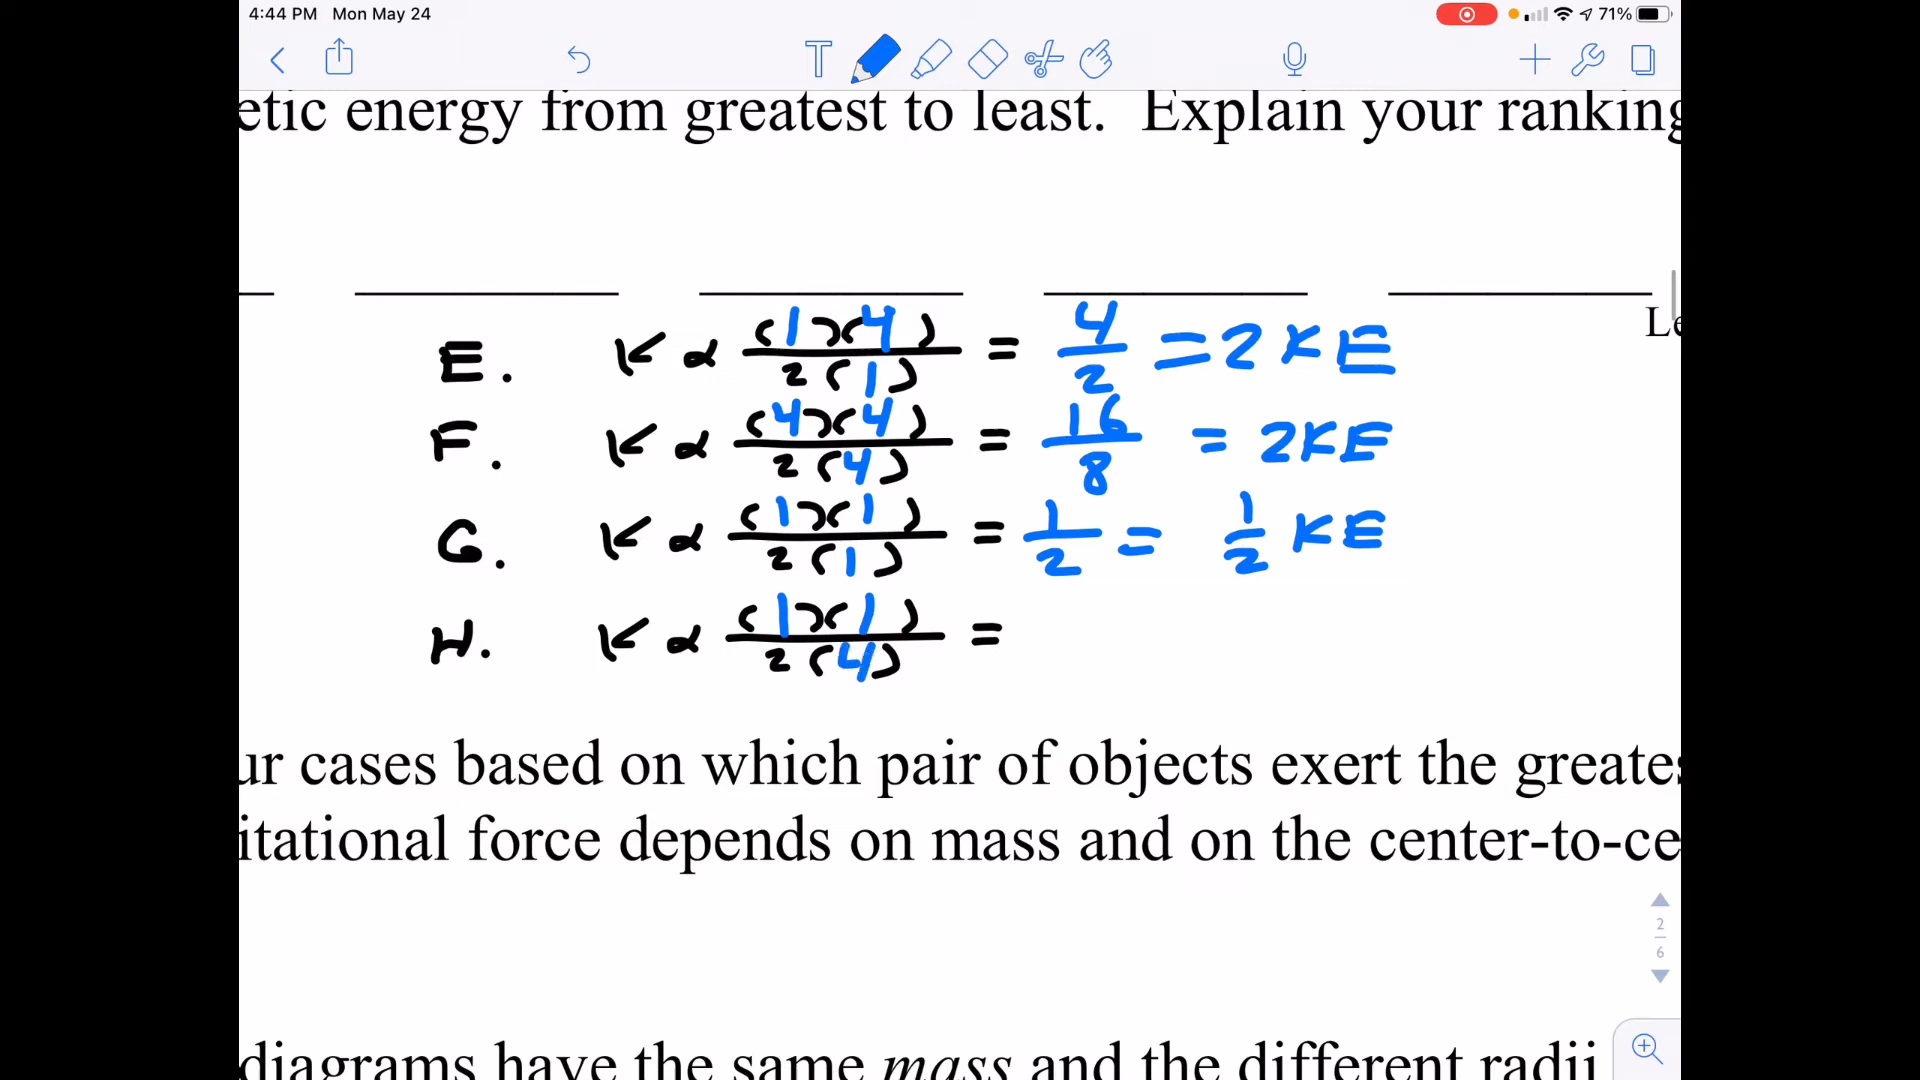 4:44 PM Mon May 24
71%
T
etic energy from greatest to least. Explain your ranking
Le
E. K α (1)(4) / 2(1) = 4/2 = 2 KE
F. K α (4)(4) / 2(4) = 16/8 = 2KE
G. K α (1)(1) / 2(1) = 1/2 = 1/2 KE
H. K α (1)(1) / 2(4) =
ur cases based on which pair of objects exert the greates
itational force depends on mass and on the center-to-ce
2
6
diagrams have the same mass and the different radii